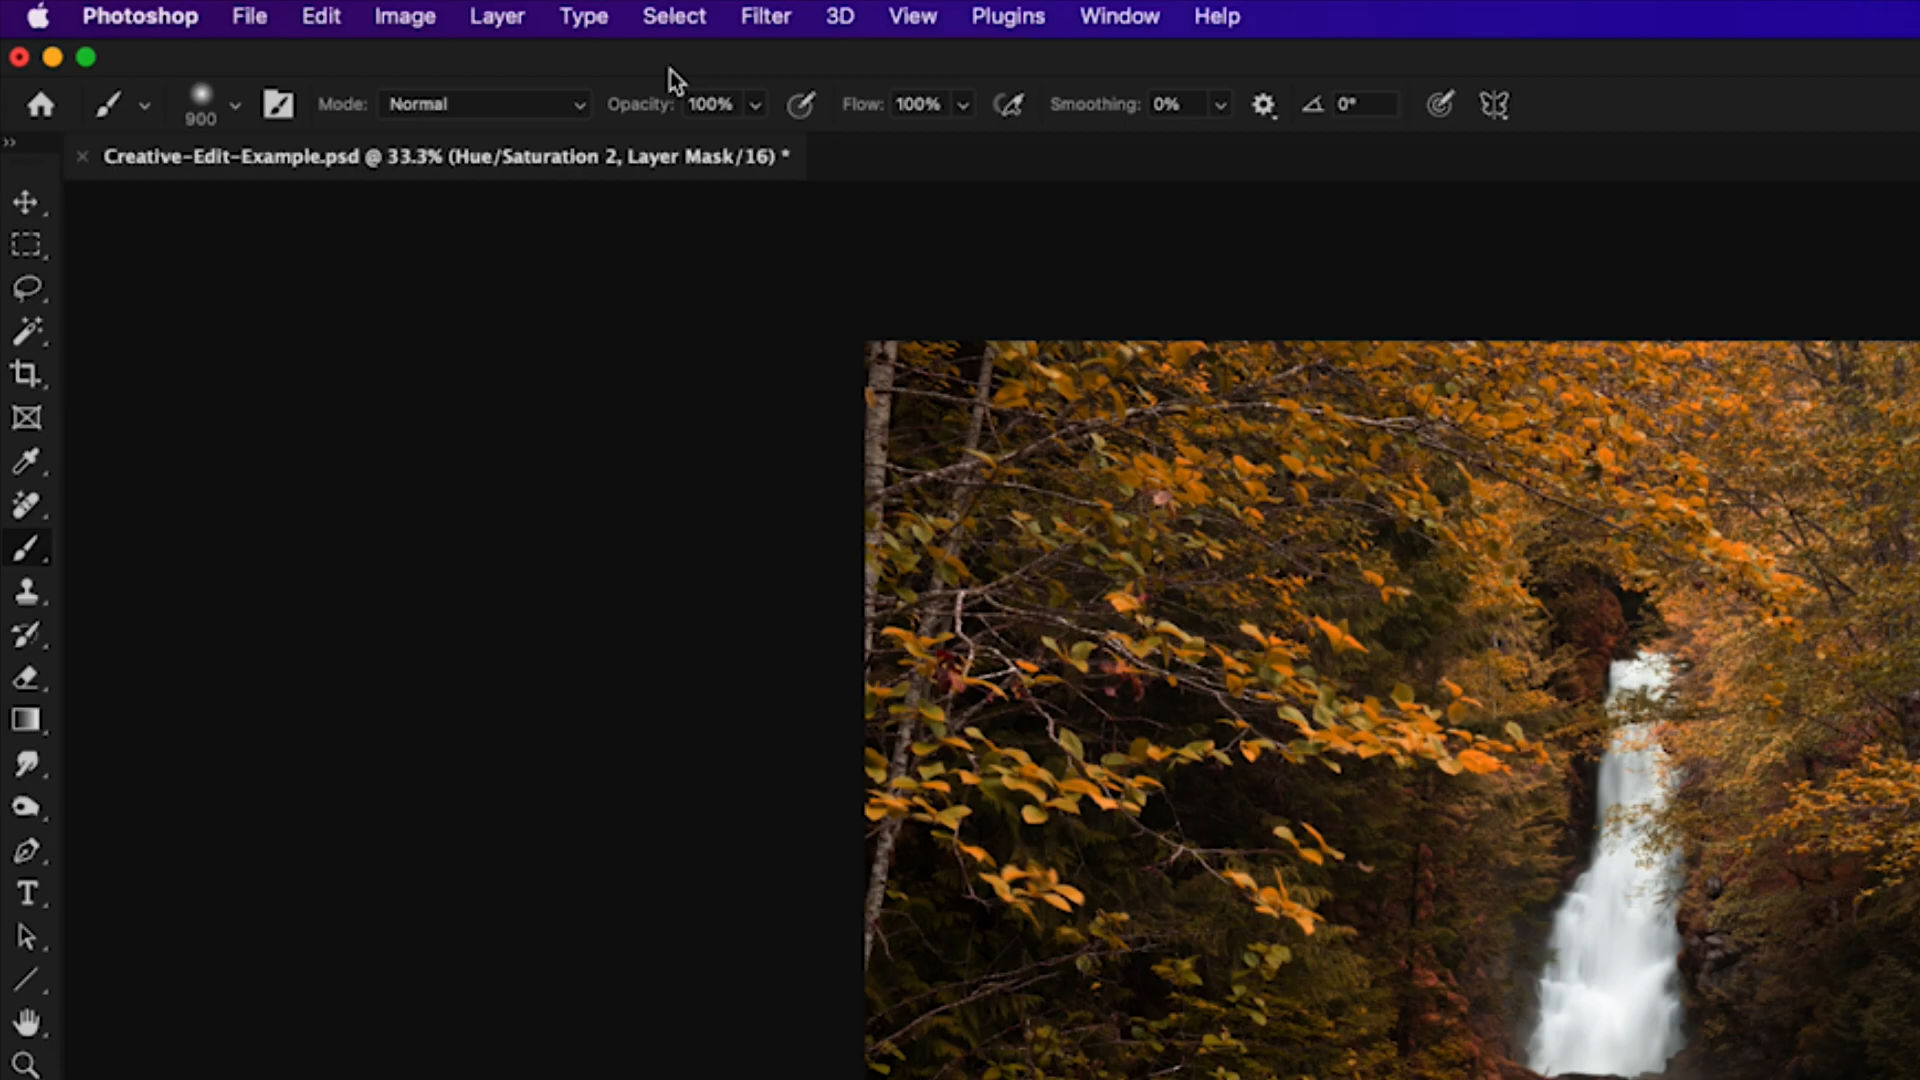 Photoshop File Edit Image Layer Type Select Filter 3D View Plugins Window Help
900 Mode: Normal Opacity: 100% Flow: 100% Smoothing: 0% 0°
Creative-Edit-Example.psd @ 33.3% (Hue/Saturation 2, Layer Mask/16) *